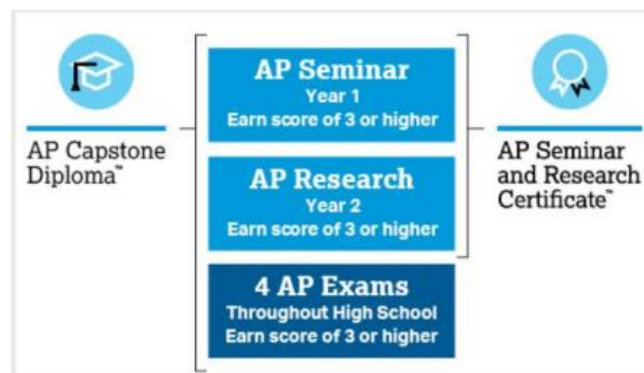 AP Seminar
Year 1
Earn score of 3 or higher
AP Capstone
Diploma™
AP Research
Year 2
Earn score of 3 or higher
AP Seminar
and Research
Certificate™
4 AP Exams
Throughout High School
Earn score of 3 or higher